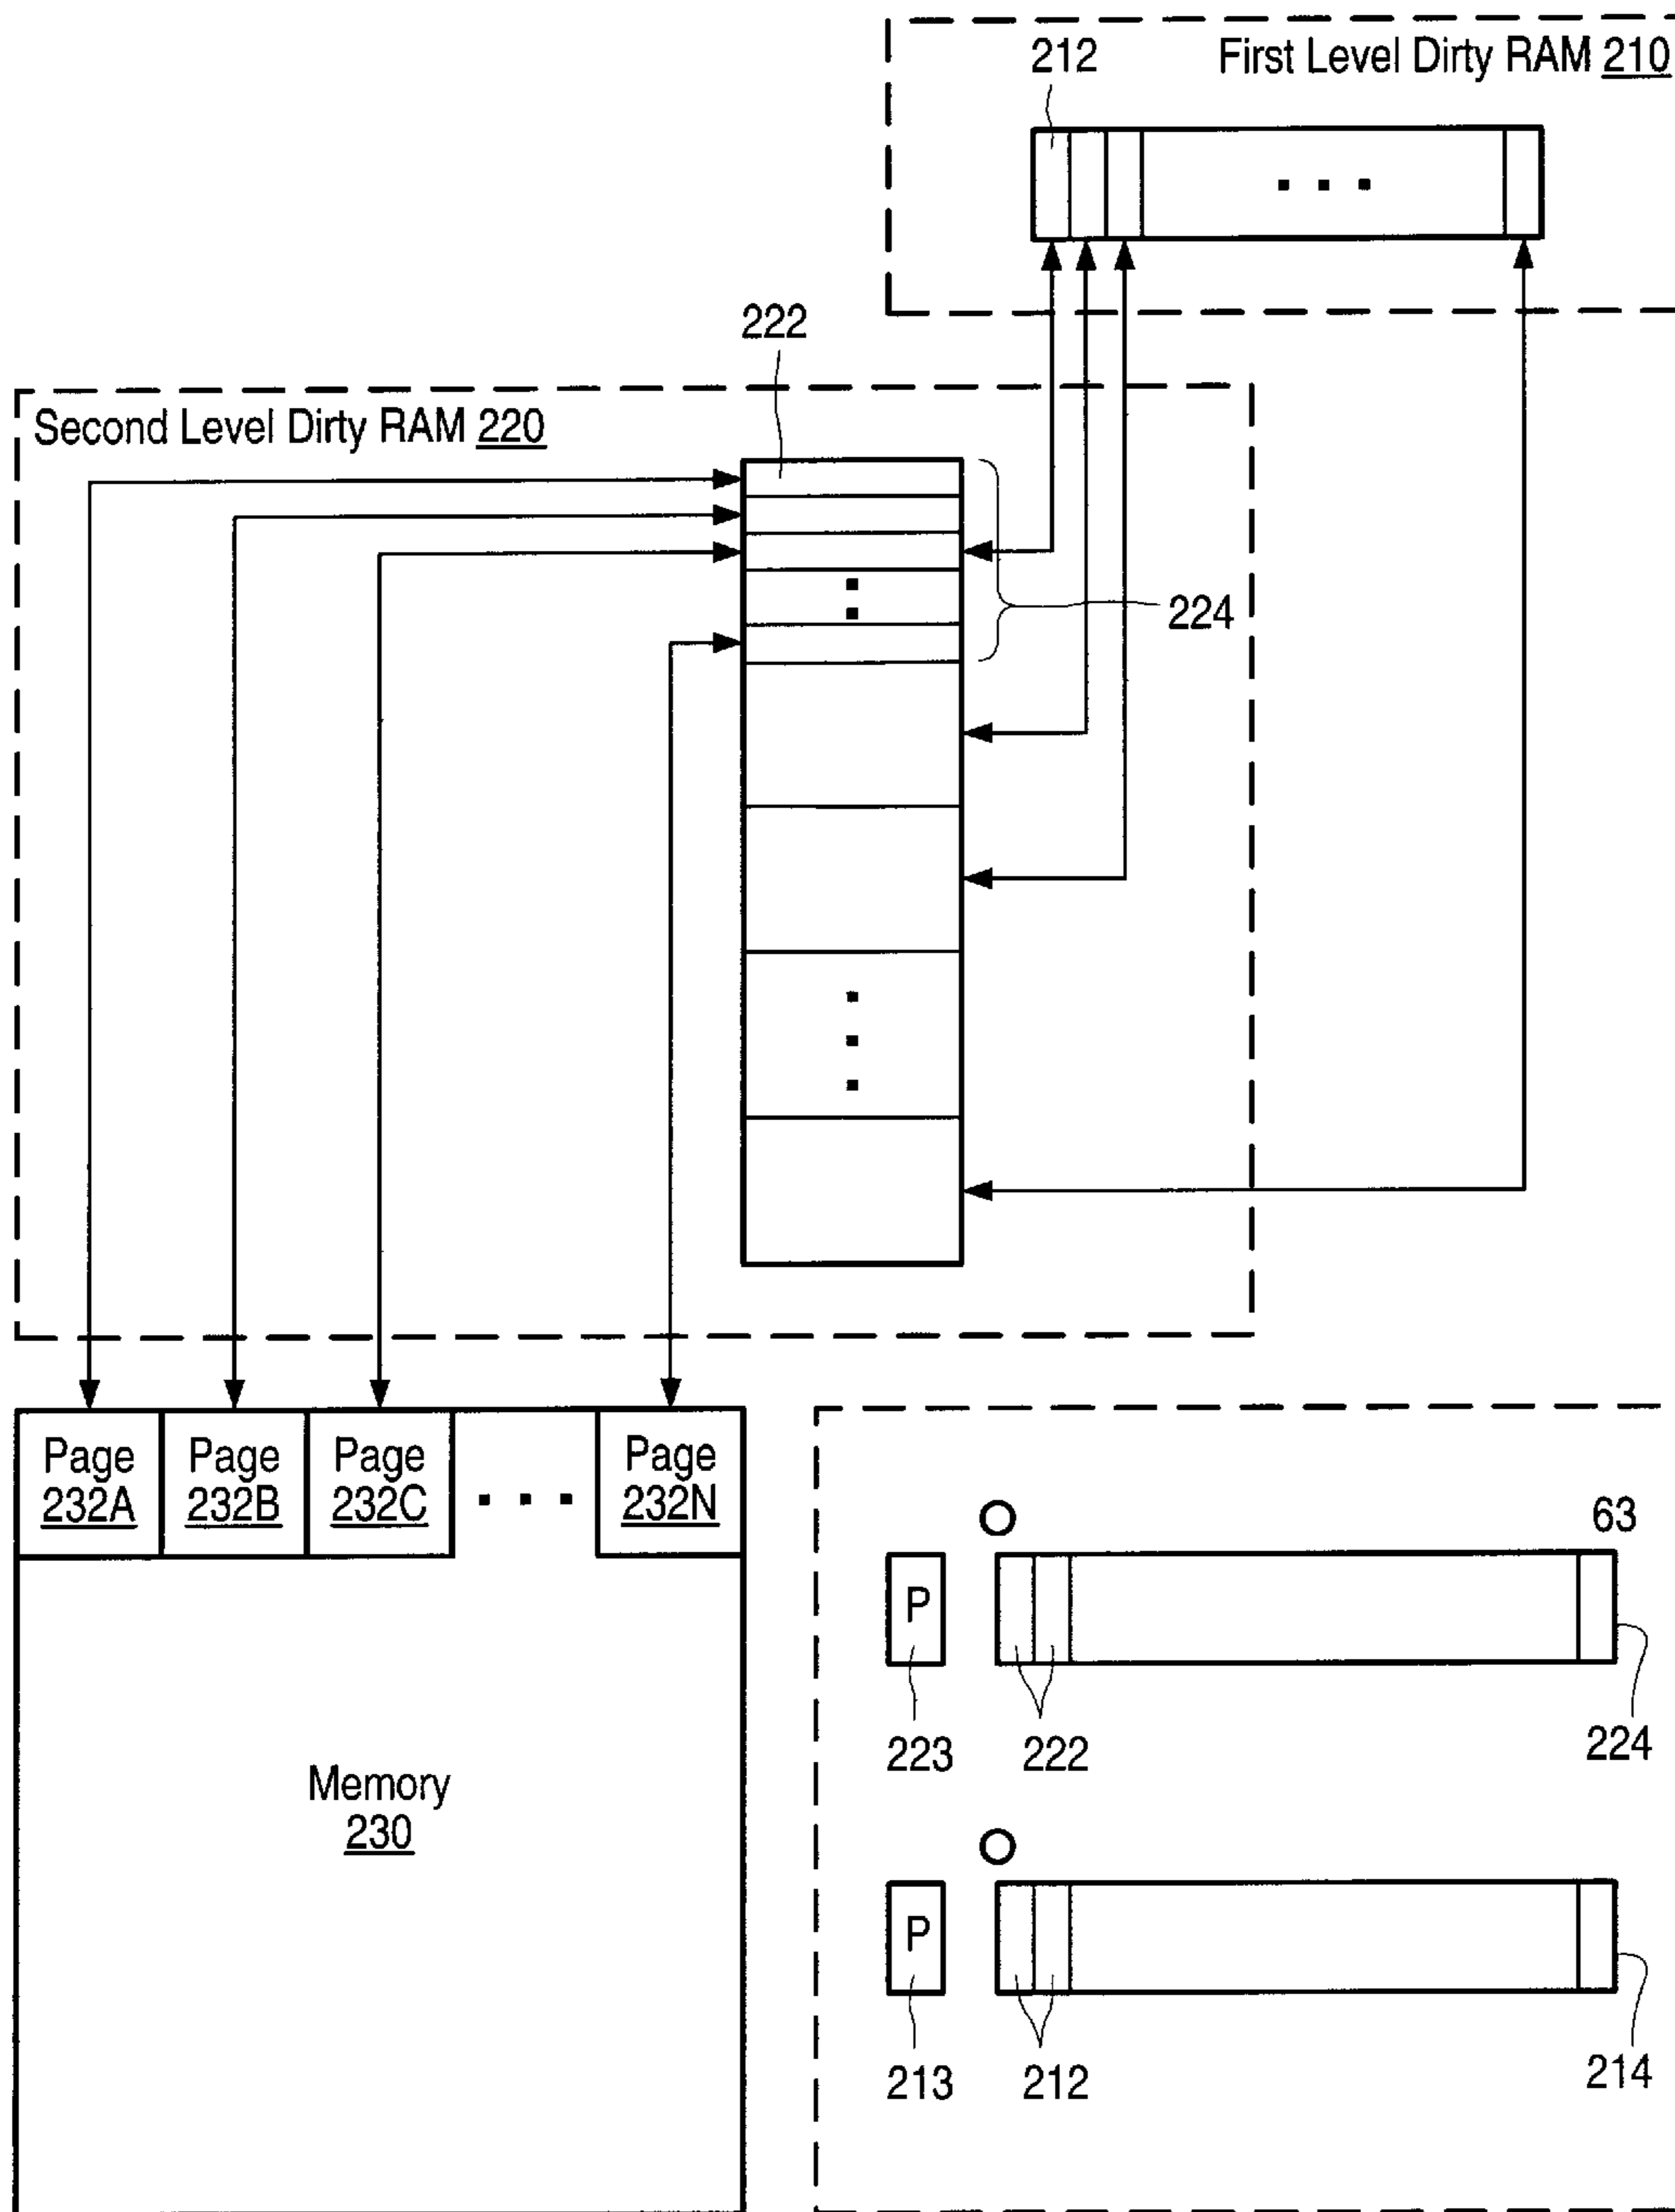 212
First Level Dirty RAM 210
222
Second Level Dirty RAM 220
224
Page 232A
Page 232B
Page 232C
Page 232N
Memory 230
0
63
P
223
222
224
0
P
213
212
214